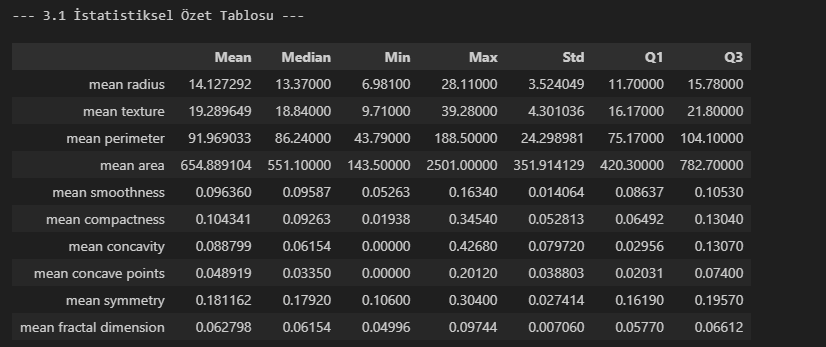 --- 3.1 İstatistiksel Özet Tablosu ---
Mean Median Min Max Std Q1 Q3
mean radius 14.127292 13.37000 6.98100 28.11000 3.524049 11.70000 15.78000
mean texture 19.289649 18.84000 9.71000 39.28000 4.301036 16.17000 21.80000
mean perimeter 91.969033 86.24000 43.79000 188.50000 24.298981 75.17000 104.10000
mean area 654.889104 551.10000 143.50000 2501.00000 351.914129 420.30000 782.70000
mean smoothness 0.096360 0.09587 0.05263 0.16340 0.014064 0.08637 0.10530
mean compactness 0.104341 0.09263 0.01938 0.34540 0.052813 0.06492 0.13040
mean concavity 0.088799 0.06154 0.00000 0.42680 0.079720 0.02956 0.13070
mean concave points 0.048919 0.03350 0.00000 0.20120 0.038803 0.02031 0.07400
mean symmetry 0.181162 0.17920 0.10600 0.30400 0.027414 0.16190 0.19570
mean fractal dimension 0.062798 0.06154 0.04996 0.09744 0.007060 0.05770 0.06612